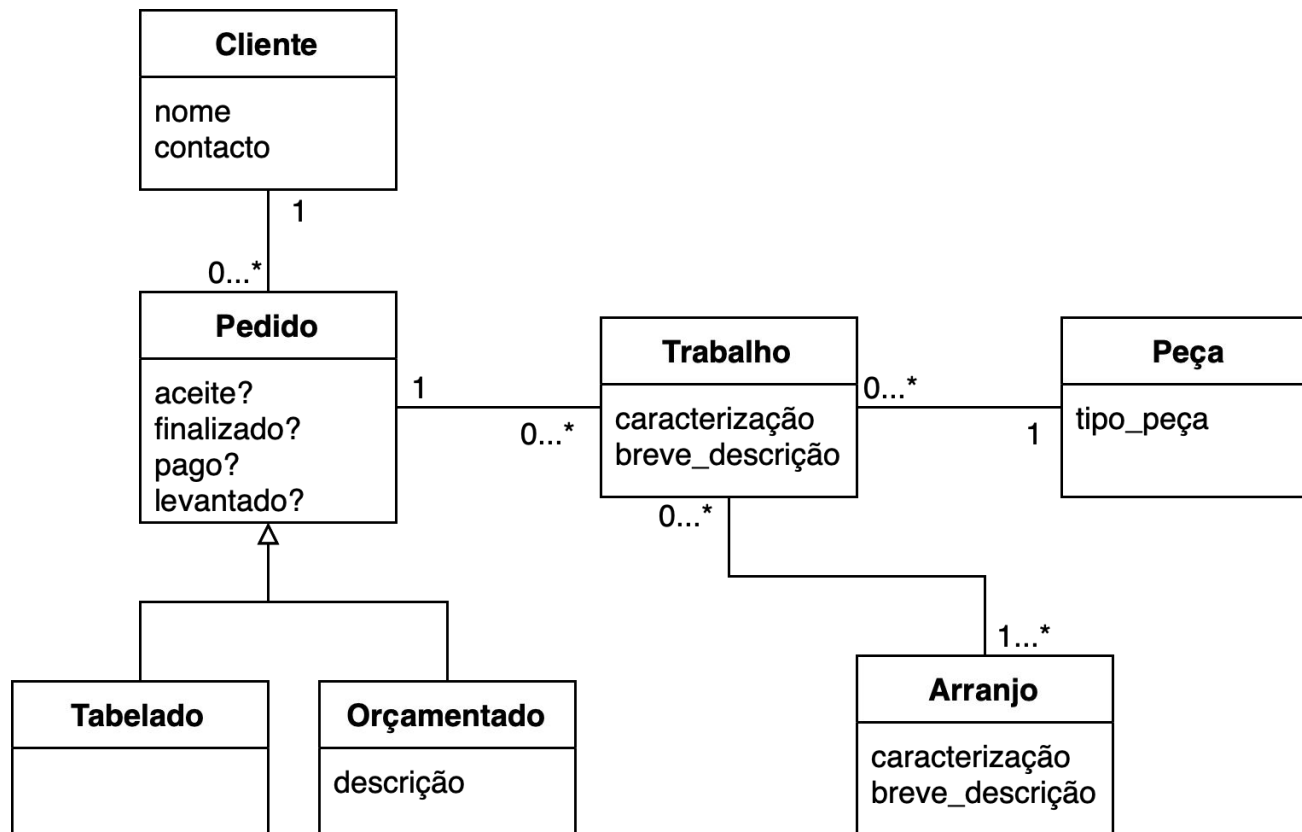 Cliente
nome
contacto
1
0...*
Pedido
aceite?
finalizado?
pago?
levantado?
1
0...*
Trabalho
caracterização
breve_descrição
0...*
1
Peça
tipo_peça
0...*
1...*
Tabelado
Orçamentado
descrição
Arranjo
caracterização
breve_descrição